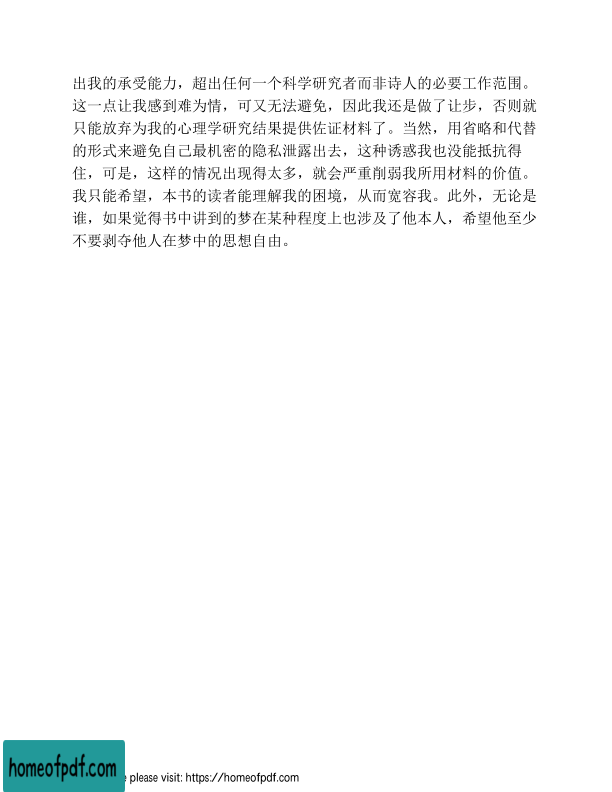 出我的承受能力，超出任何一个科学研究者而非诗人的必要工作范围。
这一点让我感到难为情，可又无法避免，因此我还是做了让步，否则就
只能放弃为我的心理学研究结果提供佐证材料了。当然，用省略和代替
的形式来避免自己最机密的隐私泄露出去，这种诱惑我也没能抵抗得
住，可是，这样的情况出现得太多，就会严重削弱我所用材料的价值。
我只能希望，本书的读者能理解我的困境，从而宽容我。此外，无论是
谁，如果觉得书中讲到的梦在某种程度上也涉及了他本人，希望他至少
不要剥夺他人在梦中的思想自由。
homeofpdf.com
e please visit: https://homeofpdf.com